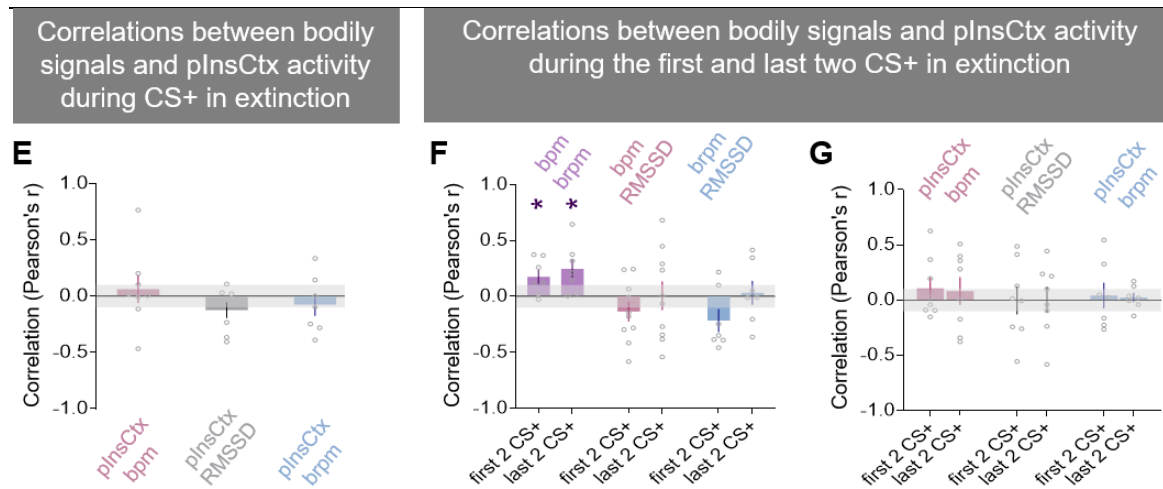 Correlations between bodily
signals and pInsCtx activity
during CS+ in extinction
Correlations between bodily signals and pInsCtx activity
during the first and last two CS+ in extinction
E
Correlation (Pearson's r)
1.0
0.5
0.0
-0.5
-1.0
pInsCtx
bpm
pInsCtx
RMSSD
pInsCtx
brpm
F
Correlation (Pearson's r)
1.0
0.5
0.0
-0.5
-1.0
bpm
brpm
bpm
RMSSD
brpm
RMSSD
*
*
first 2 CS+
last 2 CS+
first 2 CS+
last 2 CS+
first 2 CS+
last 2 CS+
G
Correlation (Pearson's r)
1.0
0.5
0.0
-0.5
-1.0
pInsCtx
bpm
pInsCtx
RMSSD
pInsCtx
brpm
first 2 CS+
last 2 CS+
first 2 CS+
last 2 CS+
first 2 CS+
last 2 CS+